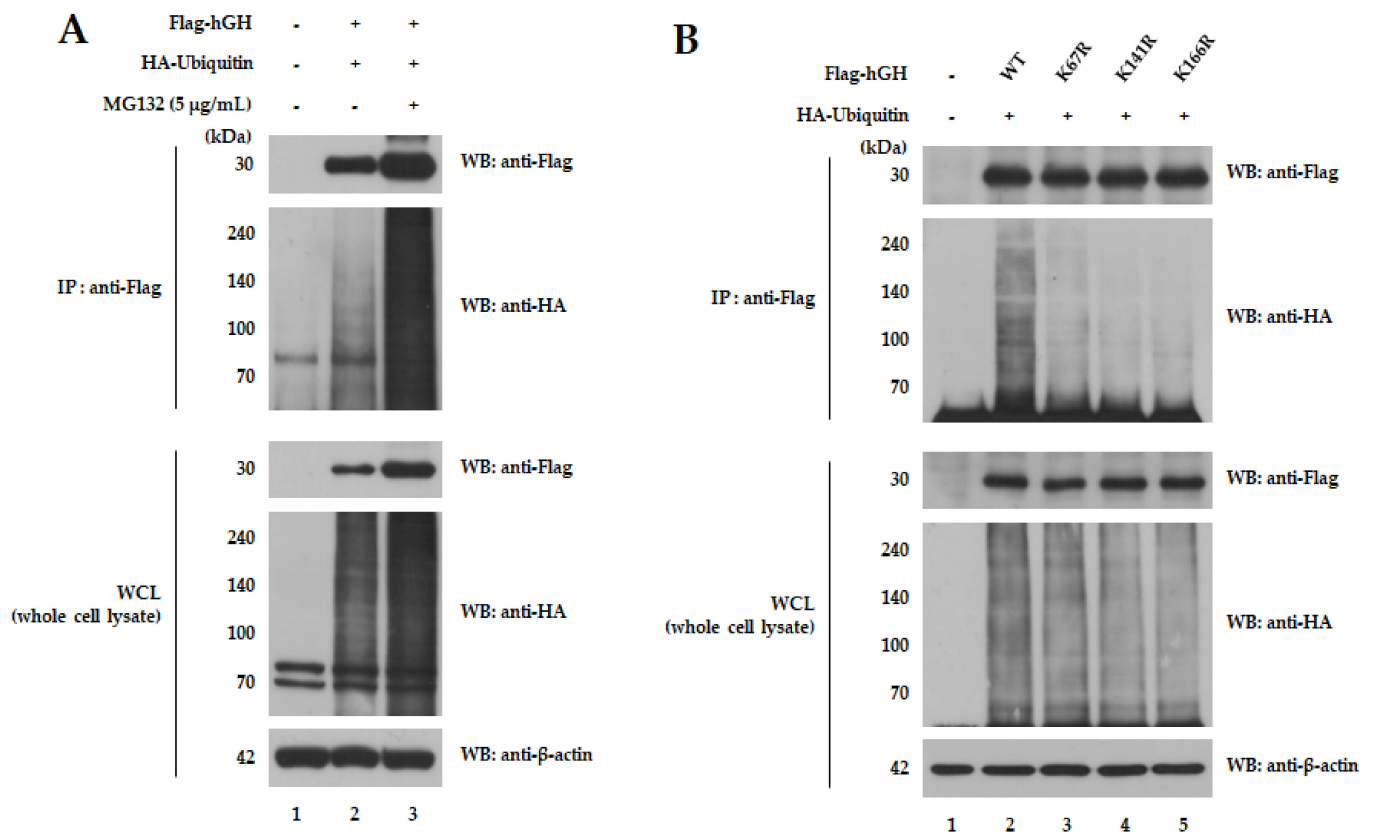 A
Flag-hGH - + +
HA-Ubiquitin - + +
MG132 (5 µg/mL) - - +
(kDa)
30 WB: anti-Flag
240
140
IP : anti-Flag
WB: anti-HA
100
70
30 WB: anti-Flag
240
140
WCL
(whole cell lysate)
WB: anti-HA
100
70
42 WB: anti-β-actin
1 2 3
B
Flag-hGH - WT K67R K141R K166R
HA-Ubiquitin - + + + +
(kDa)
30 WB: anti-Flag
240
140
IP : anti-Flag
WB: anti-HA
100
70
30 WB: anti-Flag
240
140
WCL
(whole cell lysate)
WB: anti-HA
100
70
42 WB: anti-β-actin
1 2 3 4 5